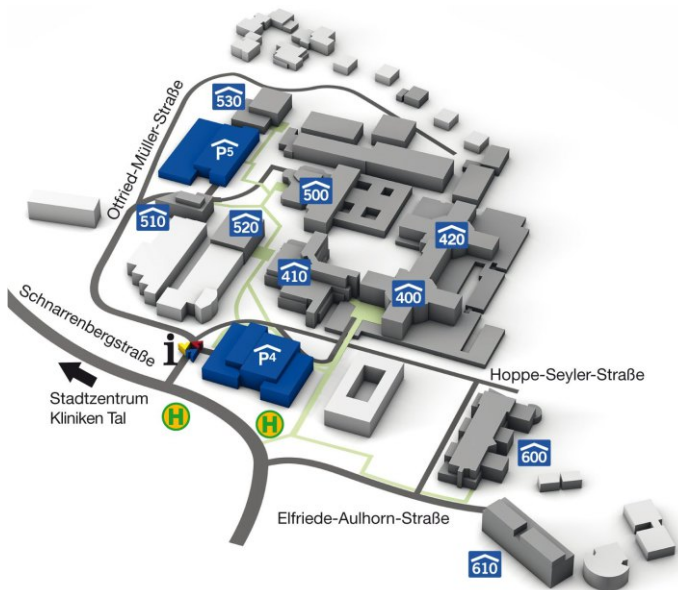 530
Otfried-Müller-Straße
P5
500
510
520
420
410
400
Schnarrenbergstraße
i
P4
Hoppe-Seyler-Straße
Stadtzentrum
Kliniken Tal
H
H
600
Elfriede-Aulhorn-Straße
610